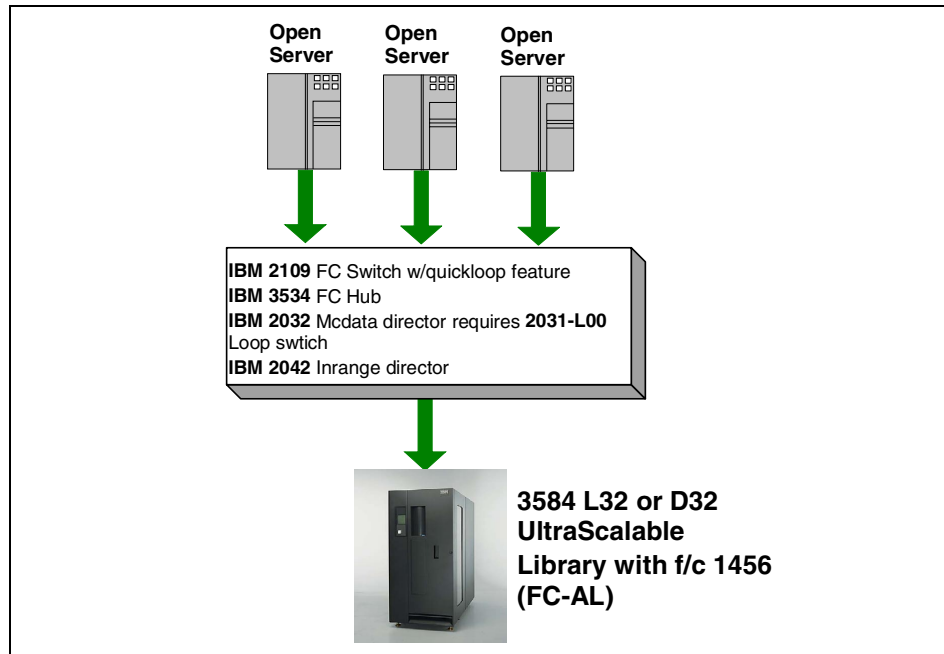 Open
Server
Open
Server
Open
Server
IBM 2109 FC Switch w/quickloop feature
IBM 3534 FC Hub
IBM 2032 Mcdata director requires 2031-L00
Loop swtich
IBM 2042 Inrange director
3584 L32 or D32
UltraScalable
Library with f/c 1456
(FC-AL)